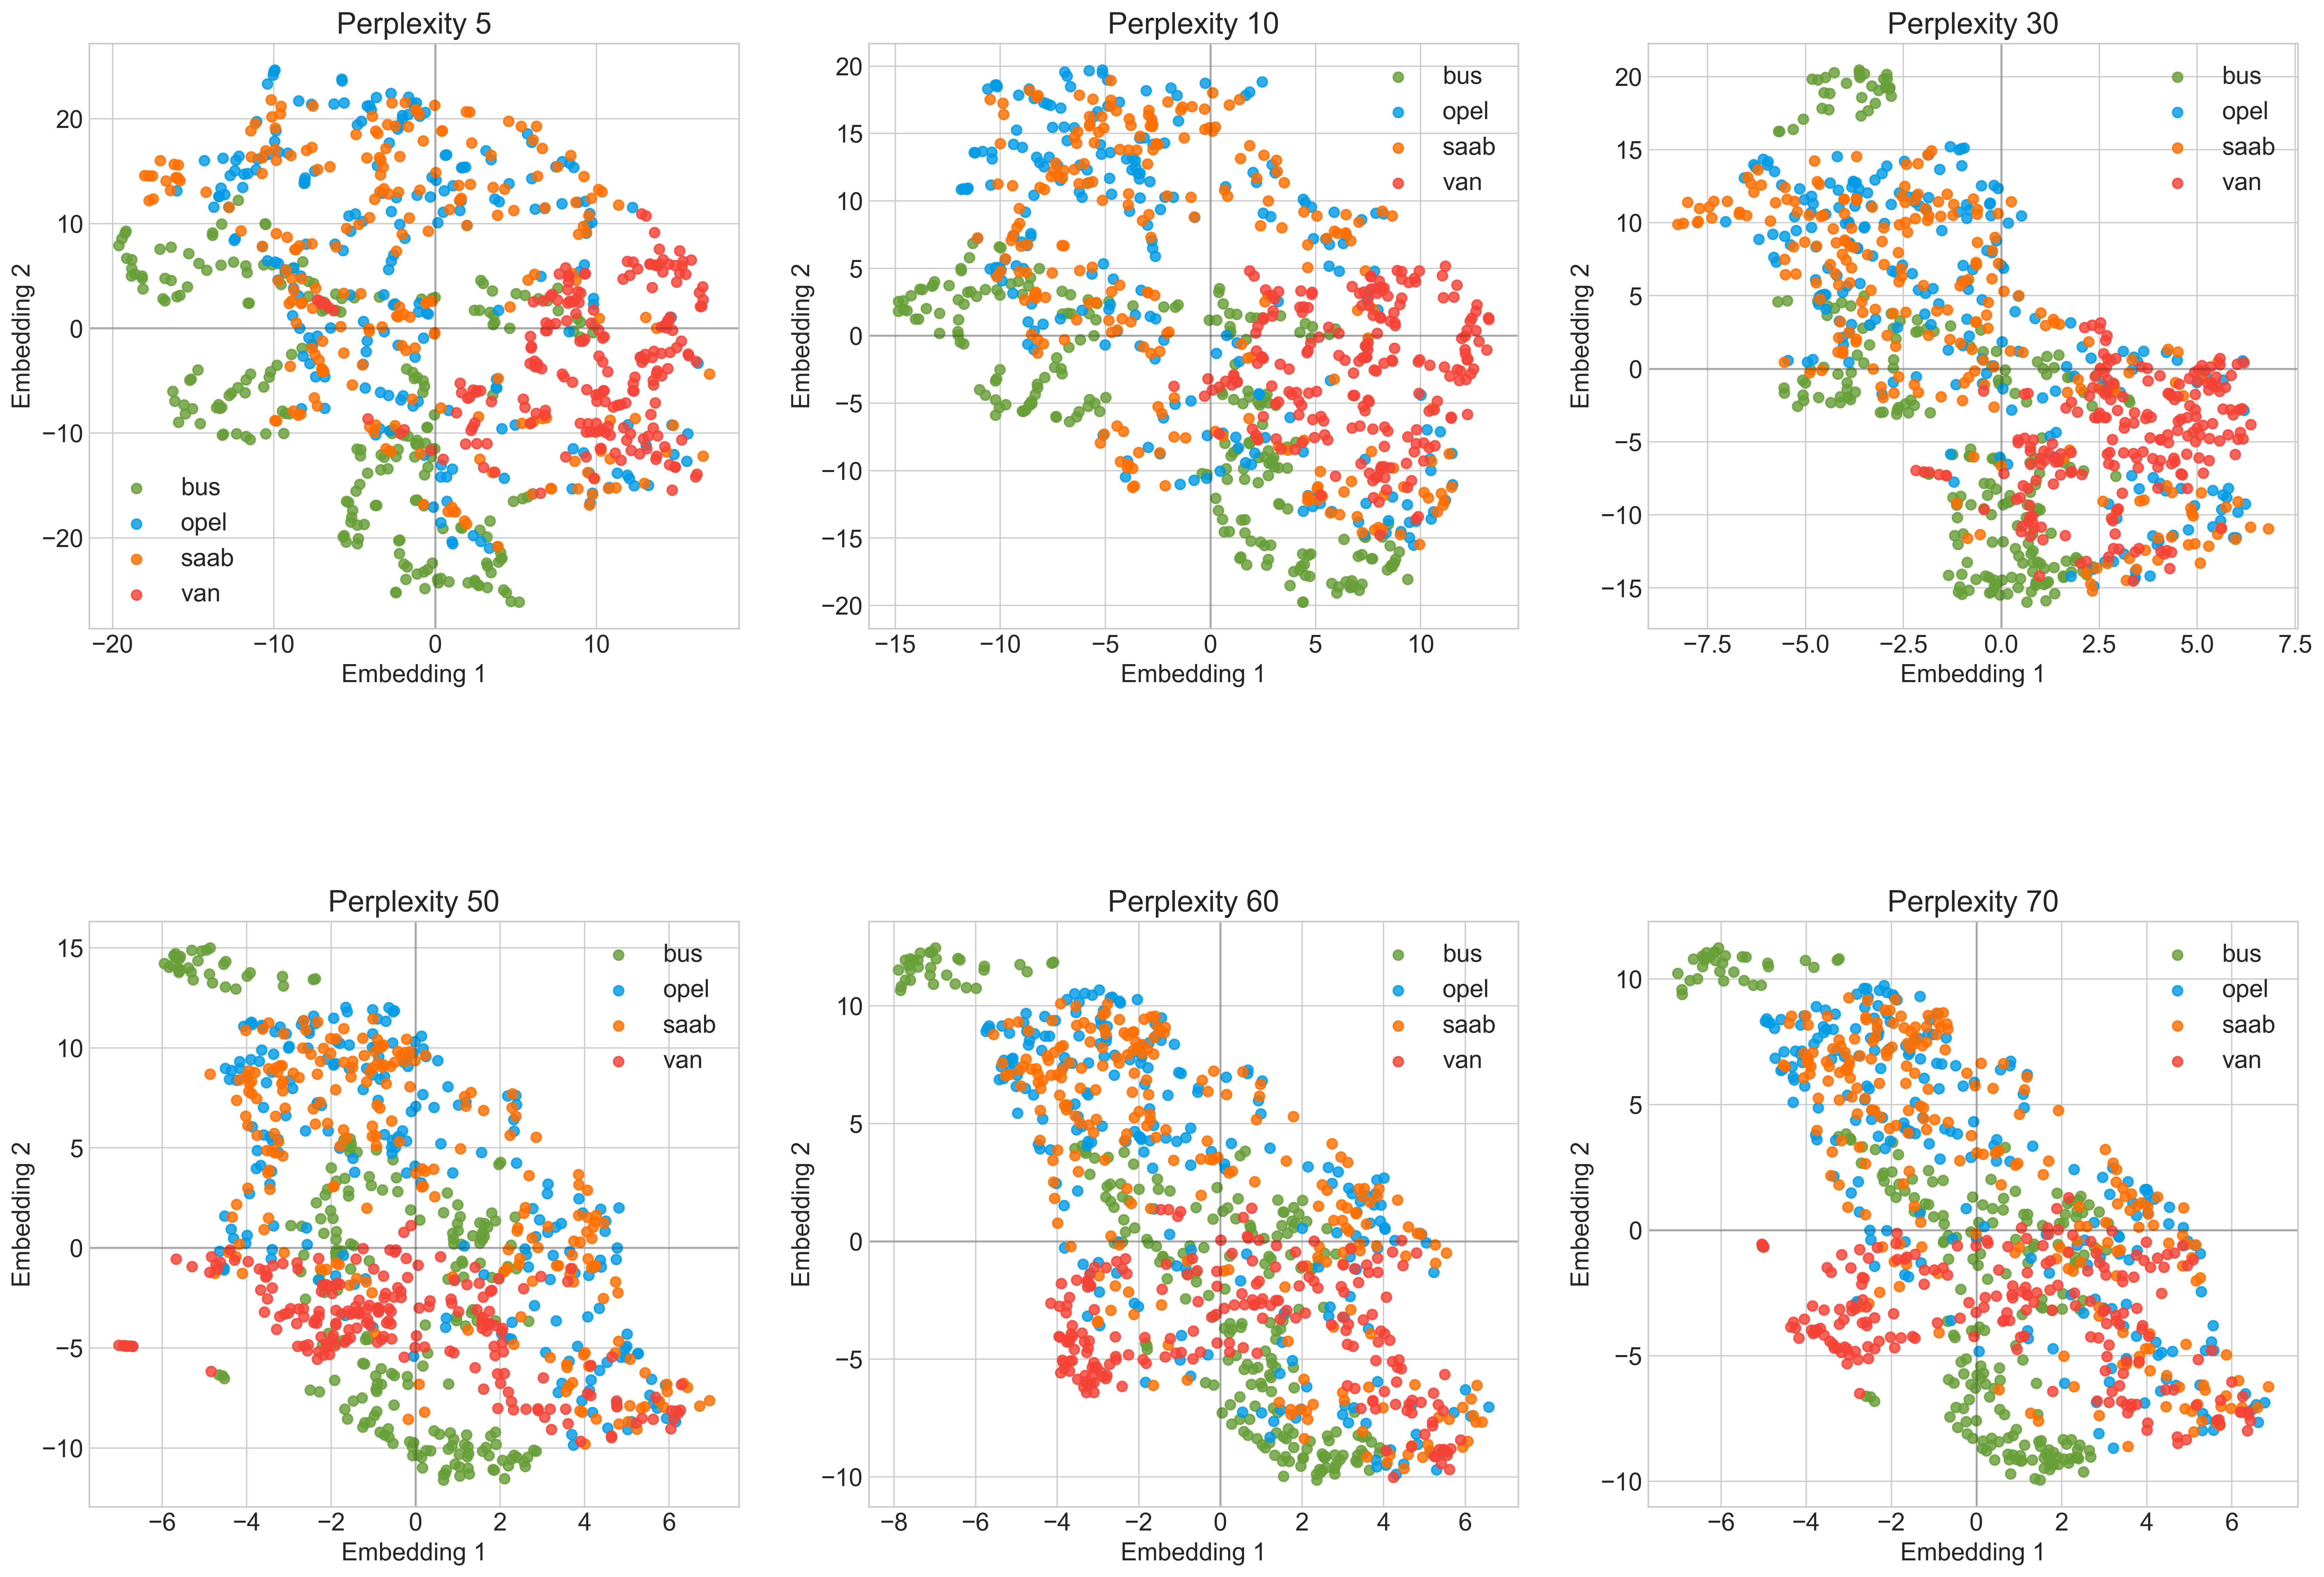 Perplexity 5
20
10
0
−10
−20
Embedding 2
bus
opel
saab
van
−20
−10
0
10
Embedding 1
Perplexity 10
20
15
10
5
0
−5
−10
−15
−20
Embedding 2
bus
opel
saab
van
−15
−10
−5
0
5
10
Embedding 1
Perplexity 30
20
15
10
5
0
−5
−10
−15
Embedding 2
bus
opel
saab
van
−7.5
−5.0
−2.5
0.0
2.5
5.0
7.5
Embedding 1
Perplexity 50
15
10
5
0
−5
−10
Embedding 2
bus
opel
saab
van
−6
−4
−2
0
2
4
6
Embedding 1
Perplexity 60
10
5
0
−5
−10
Embedding 2
bus
opel
saab
van
−8
−6
−4
−2
0
2
4
6
Embedding 1
Perplexity 70
10
5
0
−5
−10
Embedding 2
bus
opel
saab
van
−6
−4
−2
0
2
4
6
Embedding 1